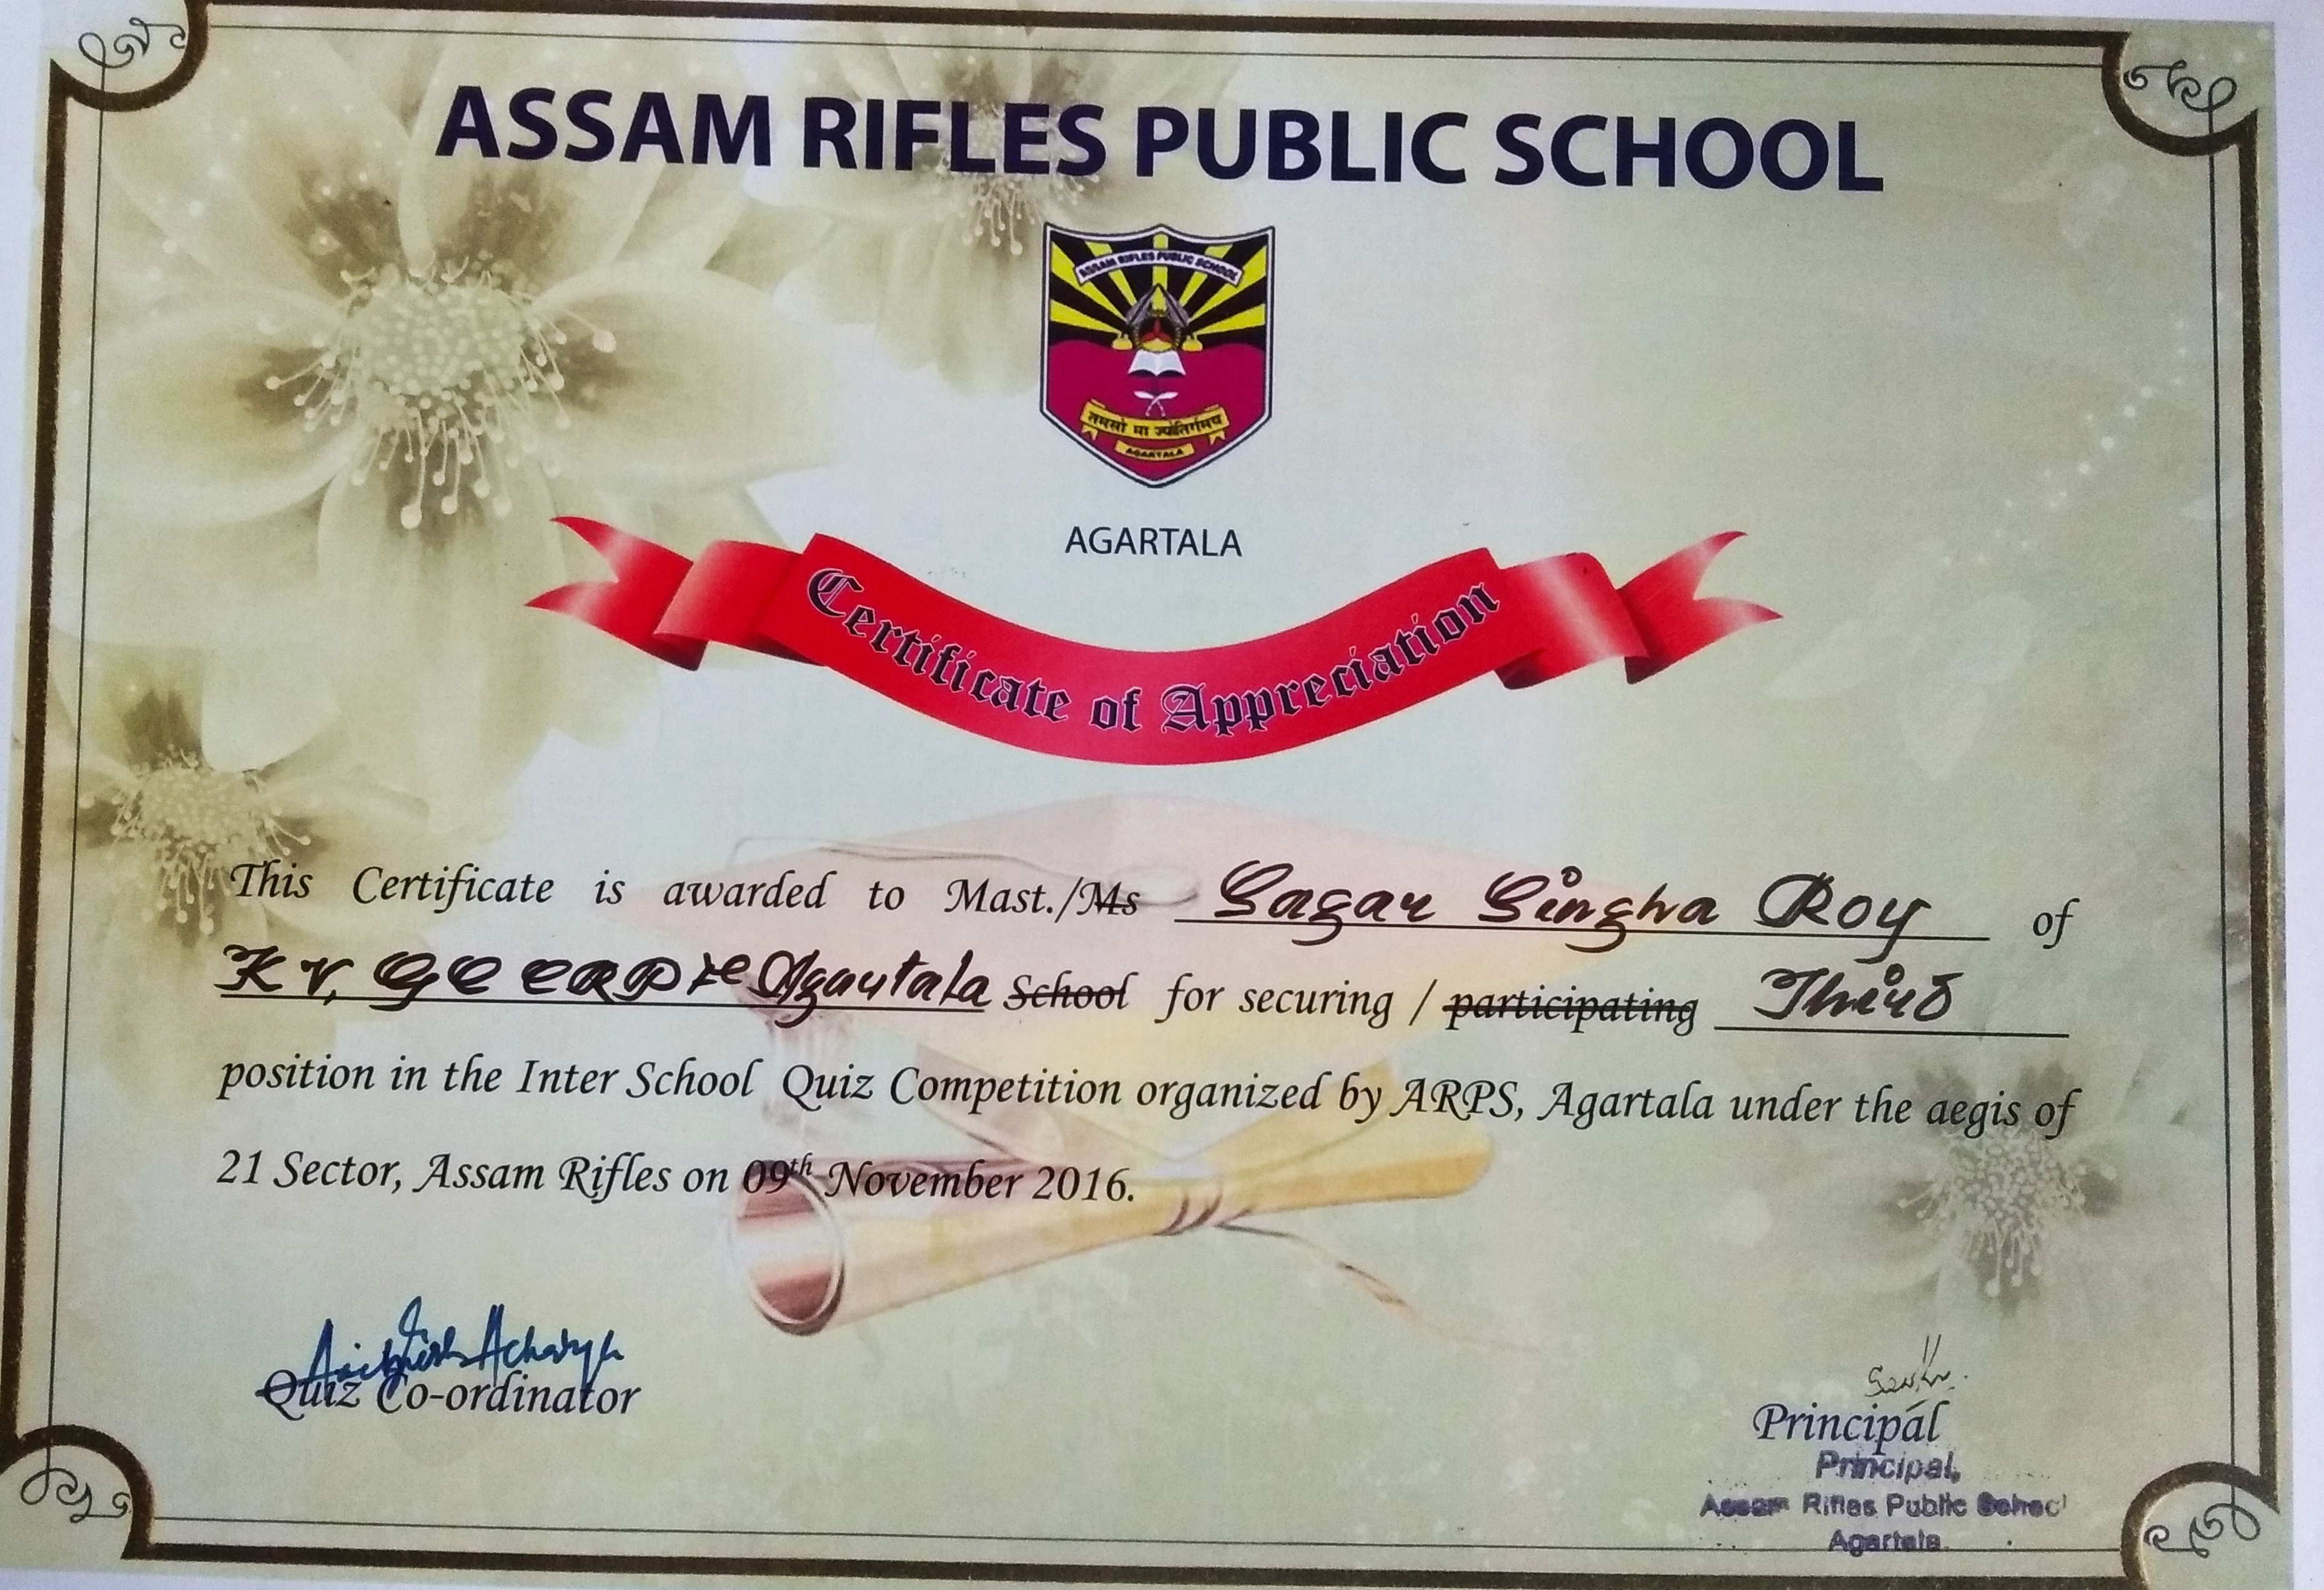 ASSAM RIFLES PUBLIC SCHOOL
ASSAM RIFLES PUBLIC SCHOOL
तमसो मा ज्योतिर्गमय
AGARTALA
AGARTALA
Certificate of Appreciation
This Certificate is awarded to Mast./Ms Sagar Singha Roy of
KV, GC CRPF Agartala School for securing / participating Third
position in the Inter School Quiz Competition organized by ARPS, Agartala under the aegis of
21 Sector, Assam Rifles on 09th November 2016.
Acharya
Quiz Co-ordinator
Principal
Principal,
Assam Rifles Public School
Agartala.